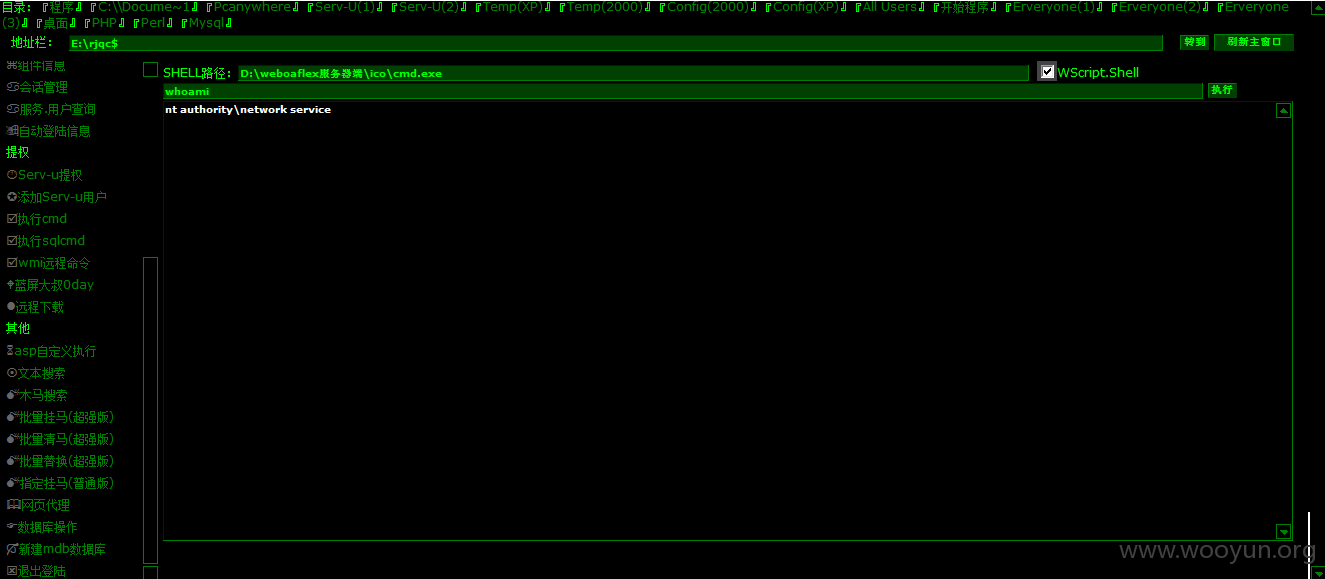 目录: 『程序』 『C:\\Docume~1』 『Pcanywhere』 『Serv-U(1)』 『Serv-U(2)』 『Temp(XP)』 『Temp(2000)』 『Config(2000)』 『Config(XP)』 『All Users』 『开始程序』 『Erveryone(1)』 『Erveryone(2)』 『Erveryone
(3)』 『桌面』 『PHP』 『Perl』 『Mysql』
地址栏: E:\rjqc$ 转到 刷新主窗口
组件信息
SHELL路径: D:\weboaflex服务器端\ico\cmd.exe WScript.Shell
会话管理
whoami 执行
服务.用户查询
nt authority\network service
自动登陆信息
提权
Serv-u提权
添加Serv-u用户
执行cmd
执行sqlcmd
wmi远程命令
蓝屏大叔0day
远程下载
其他
asp自定义执行
文本搜索
木马搜索
批量挂马(超强版)
批量清马(超强版)
批量替换(超强版)
指定挂马(普通版)
网页代理
数据库操作
新建mdb数据库
退出登陆
www.wooyun.org